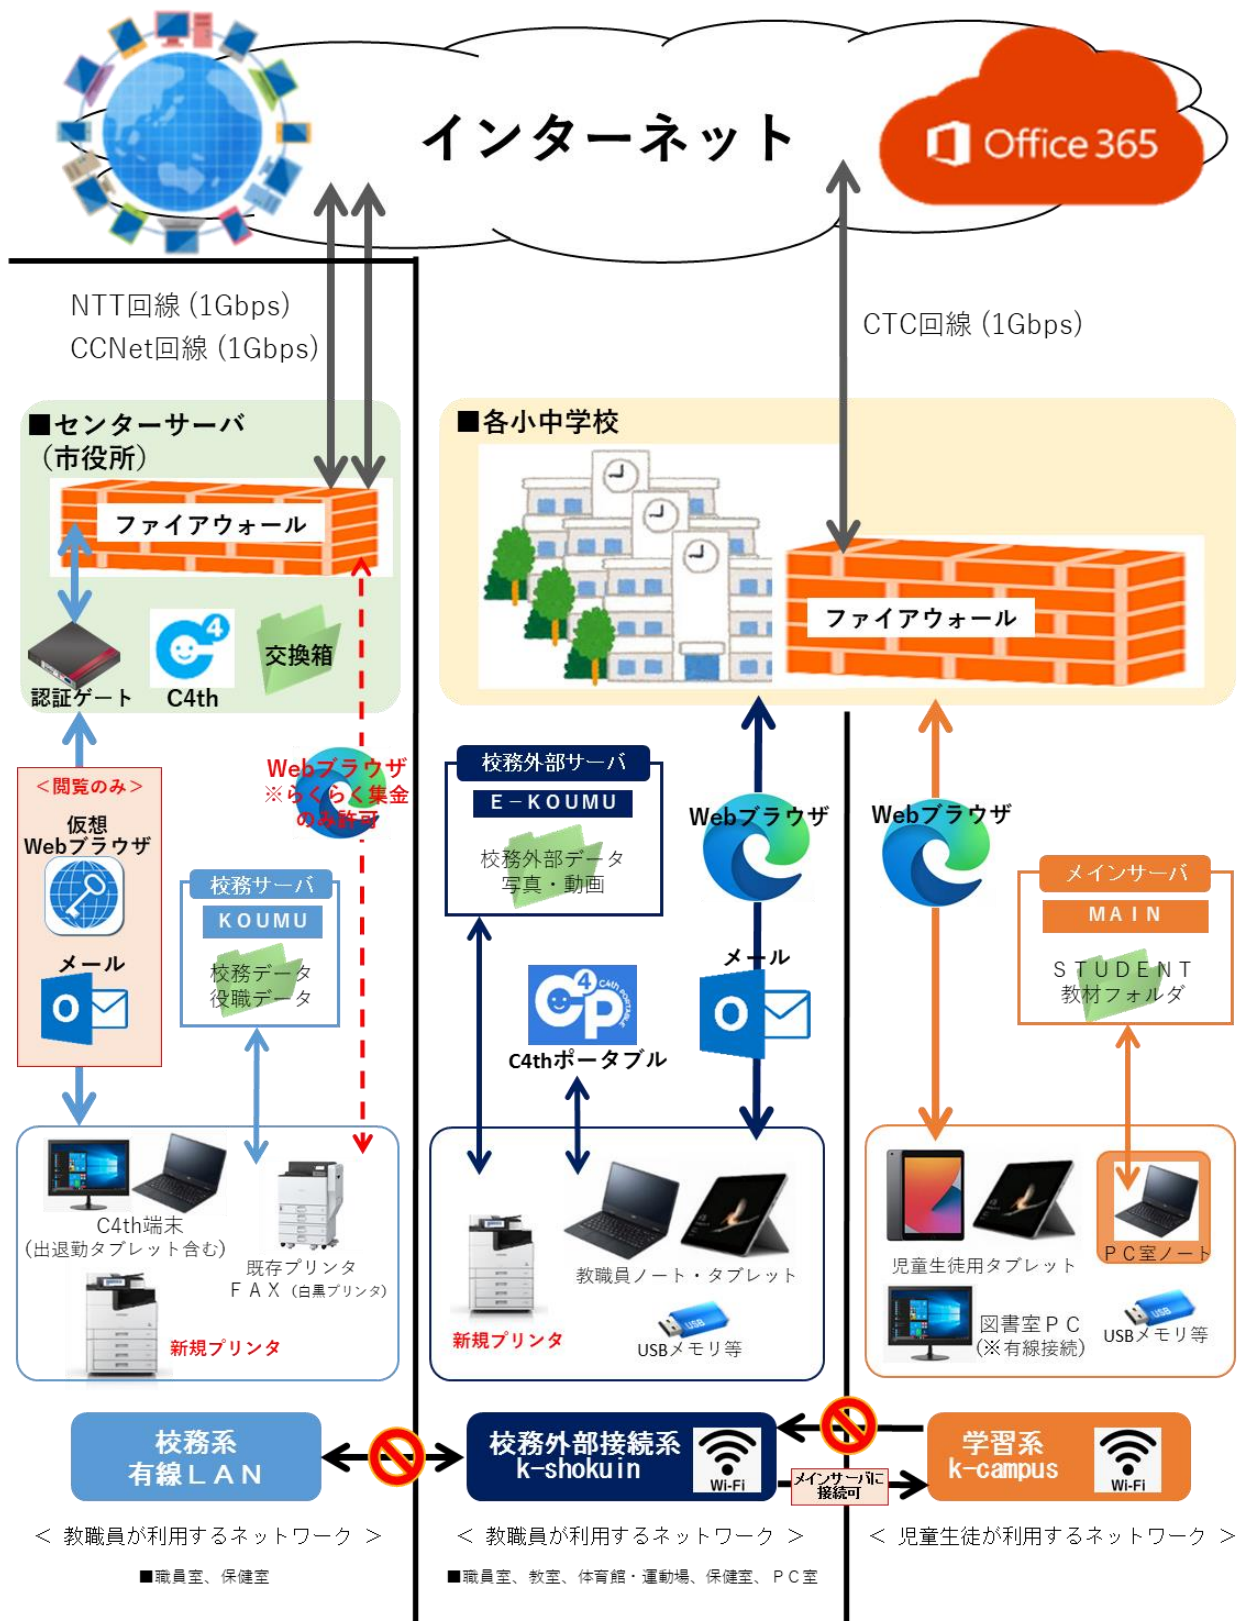 インターネット
Office 365
NTT回線 (1Gbps)
CCNet回線 (1Gbps)
CTC回線 (1Gbps)
■センターサーバ
（市役所）
ファイアウォール
認証ゲート
C4th
交換箱
■各小中学校
ファイアウォール
＜閲覧のみ＞
仮想
Webブラウザ
メール
Webブラウザ
※らくらく集金
のみ許可
校務サーバ
ＫＯＵＭＵ
校務データ
役職データ
校務外部サーバ
Ｅ－ＫＯＵＭＵ
校務外部データ
写真・動画
C4th PORTABLE
C4thポータブル
Webブラウザ
メール
Webブラウザ
メインサーバ
ＭＡＩＮ
ＳＴＵＤＥＮＴ
教材フォルダ
C4th端末
(出退勤タブレット含む)
既存プリンタ
ＦＡＸ（白黒プリンタ）
新規プリンタ
新規プリンタ
教職員ノート・タブレット
USB
USBメモリ等
児童生徒用タブレット
ＰＣ室ノート
図書室ＰＣ
(※有線接続)
USB
USBメモリ等
校務系
有線ＬＡＮ
校務外部接続系
k-shokuin
Wi-Fi
メインサーバに
接続可
学習系
k-campus
Wi-Fi
＜ 教職員が利用するネットワーク ＞
＜ 教職員が利用するネットワーク ＞
＜ 児童生徒が利用するネットワーク ＞
■職員室、保健室
■職員室、教室、体育館・運動場、保健室、ＰＣ室